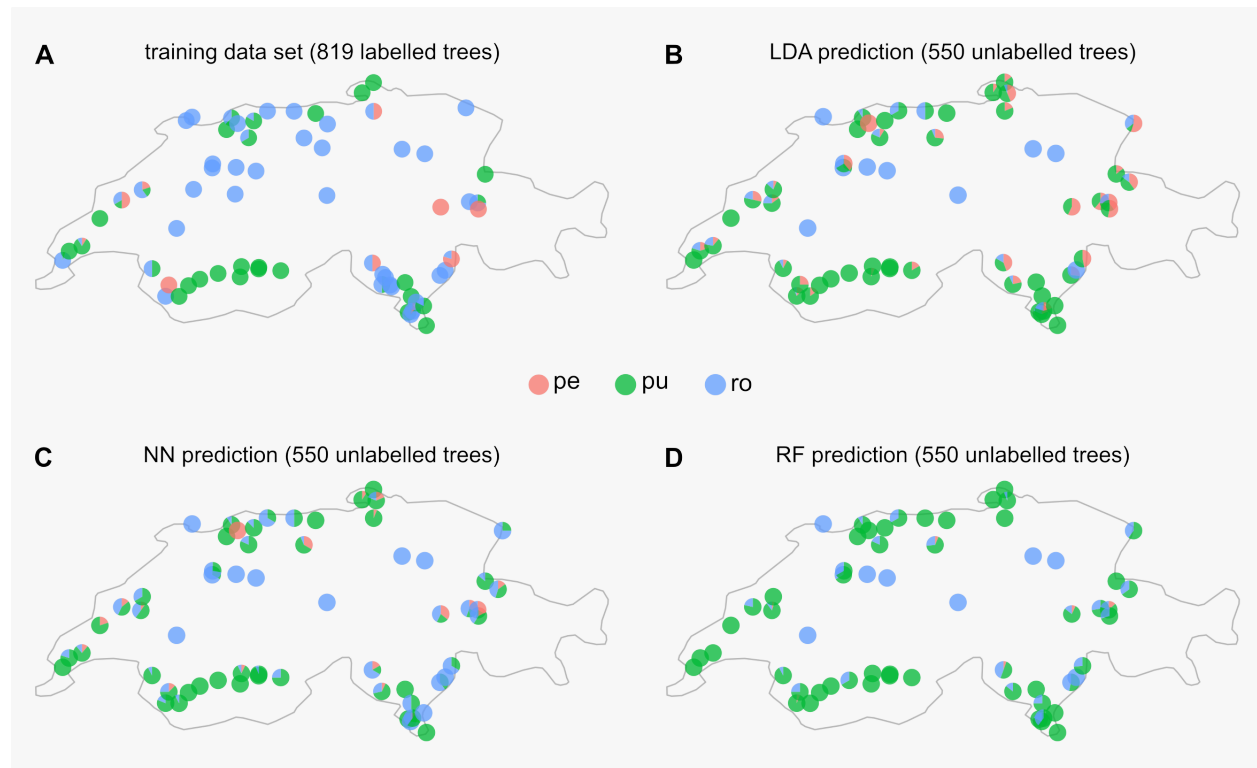 A
training data set (819 labelled trees)
B
LDA prediction (550 unlabelled trees)
pe
pu
ro
C
NN prediction (550 unlabelled trees)
D
RF prediction (550 unlabelled trees)